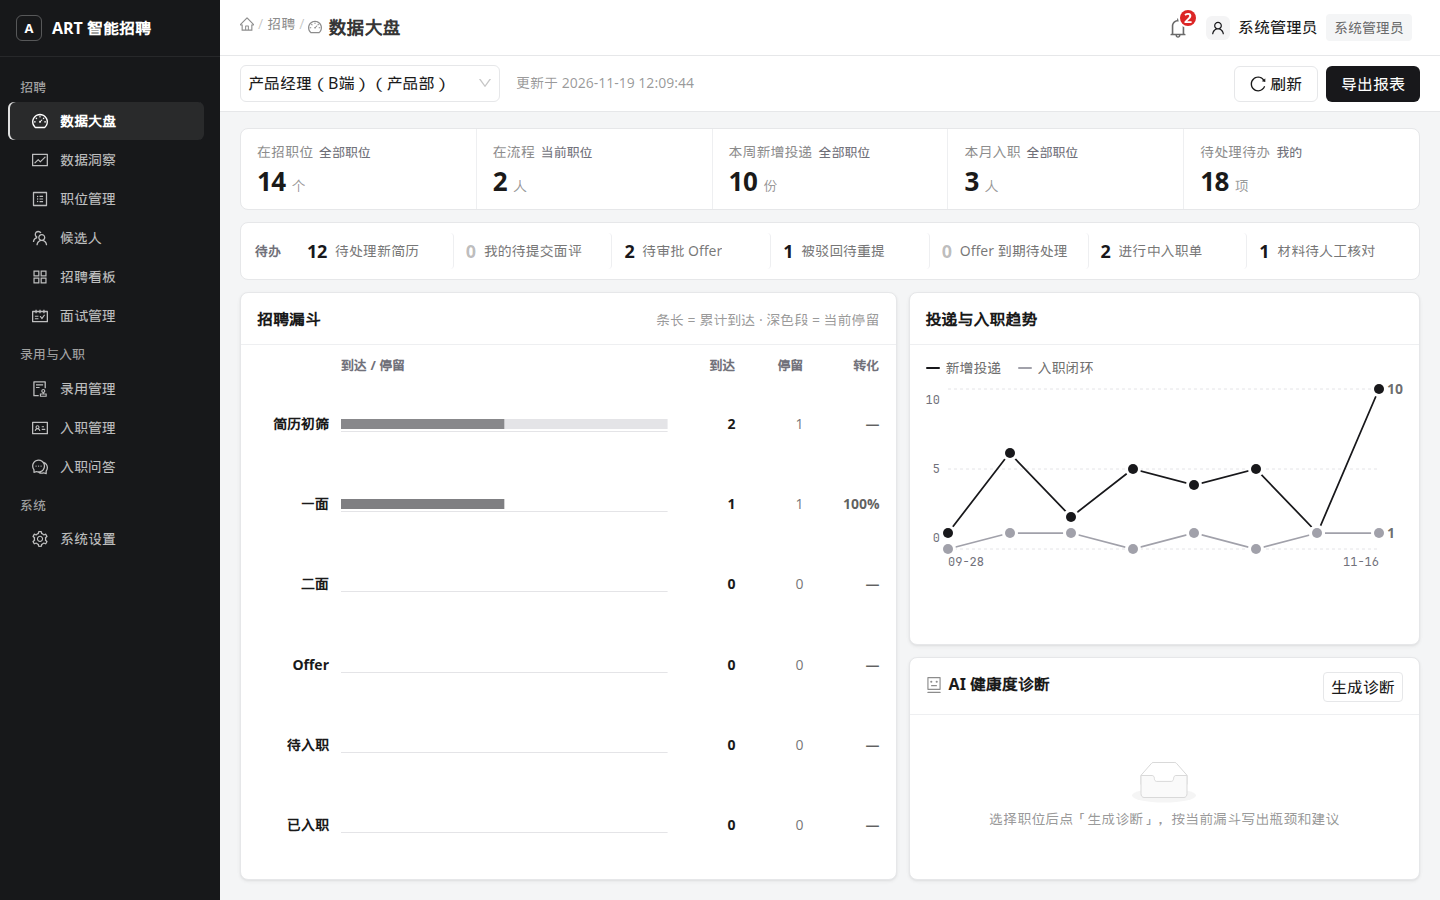 A ART 智能招聘
招聘
数据大盘
数据洞察
职位管理
候选人
招聘看板
面试管理
录用与入职
录用管理
入职管理
入职问答
系统
系统设置
/ 招聘 / 数据大盘
2 系统管理员 系统管理员
产品经理（B端）（产品部） 更新于 2026-11-19 12:09:44 刷新 导出报表
在招职位 全部职位
14 个
在流程 当前职位
2 人
本周新增投递 全部职位
10 份
本月入职 全部职位
3 人
待处理待办 我的
18 项
待办 12 待处理新简历 0 我的待提交面评 2 待审批 Offer 1 被驳回待重提 0 Offer 到期待处理 2 进行中入职单 1 材料待人工核对
招聘漏斗 条长 = 累计到达 · 深色段 = 当前停留
到达 / 停留 到达 停留 转化
简历初筛 2 1 —
一面 1 1 100%
二面 0 0 —
Offer 0 0 —
待入职 0 0 —
已入职 0 0 —
投递与入职趋势
新增投递 入职闭环
10 10
5
0 1
09-28 11-16
AI 健康度诊断 生成诊断
选择职位后点「生成诊断」，按当前漏斗写出瓶颈和建议